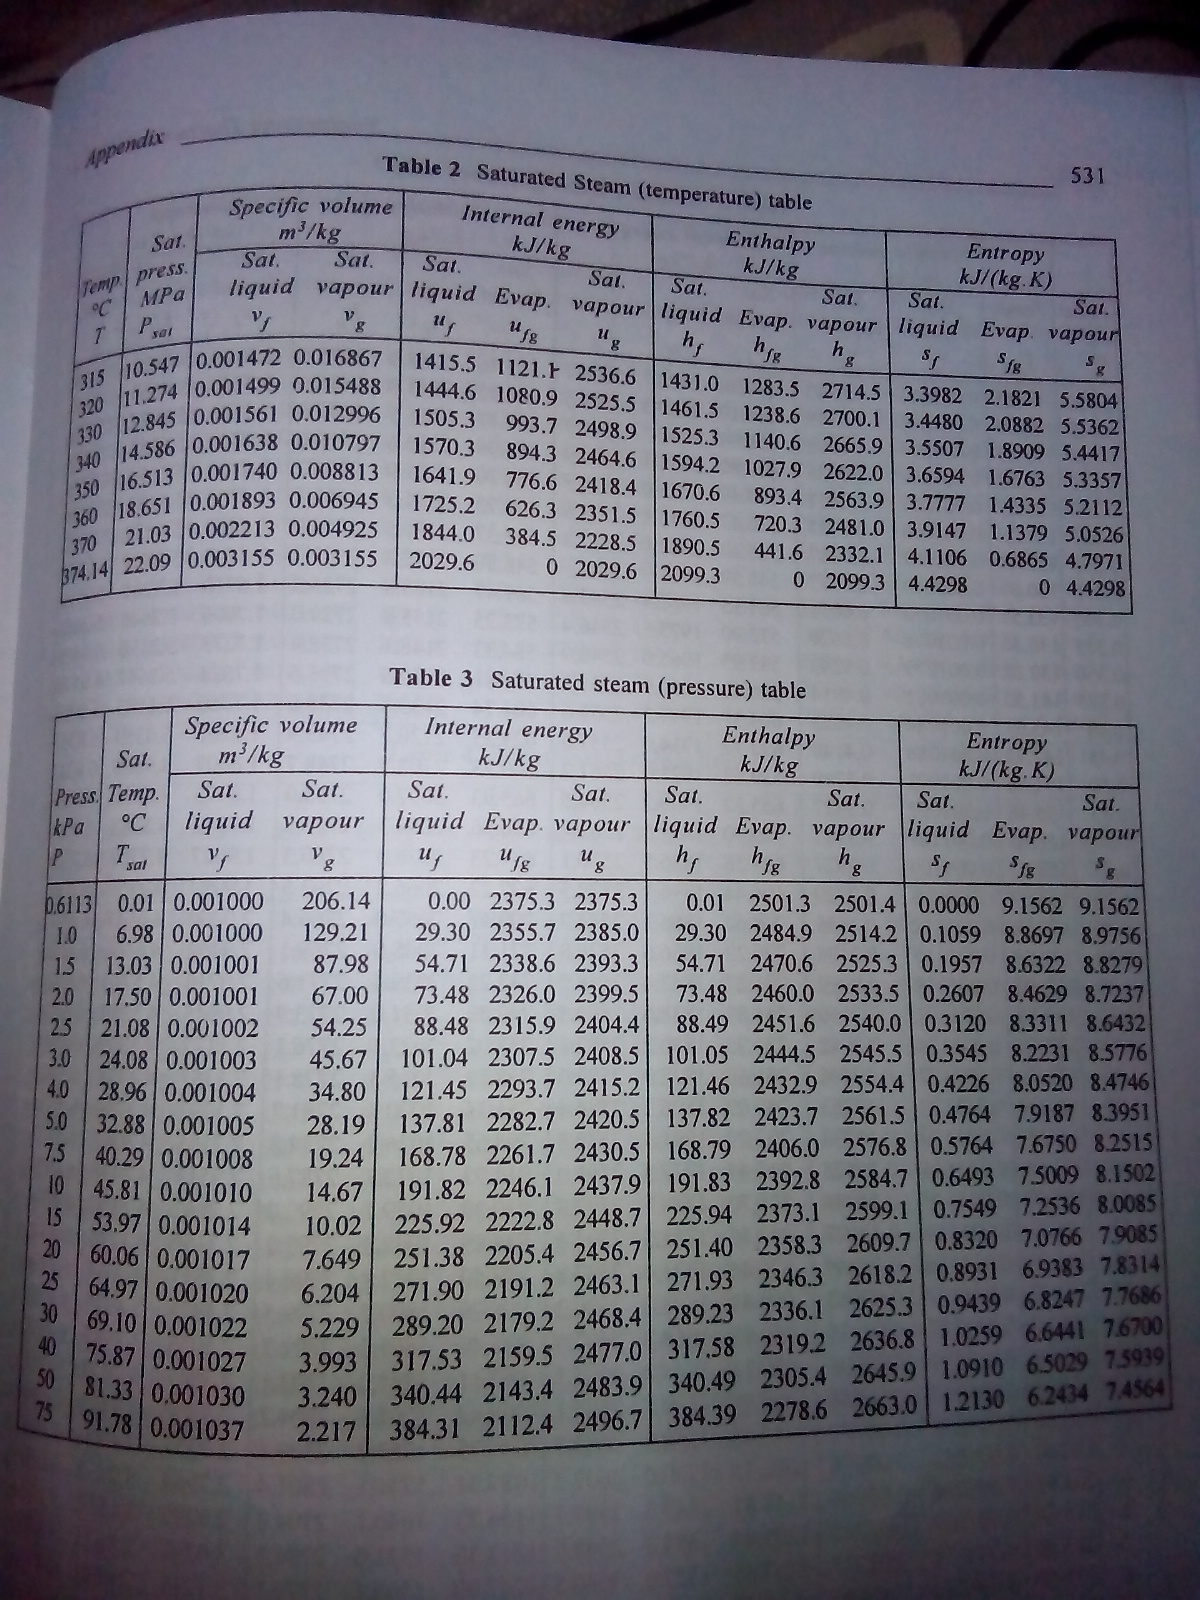 Appendix
531
Table 2 Saturated Steam (temperature) table
Specific volume Internal energy Enthalpy Entropy
Sat. m³/kg kJ/kg kJ/kg kJ/(kg.K)
Temp. press. Sat. Sat. Sat. Sat. Sat. Sat. Sat. Sat.
°C MPa liquid vapour liquid Evap. vapour liquid Evap. vapour liquid Evap. vapour
T P_sat v_f v_g u_f u_fg u_g h_f h_fg h_g s_f s_fg s_g
315 10.547 0.001472 0.016867 1415.5 1121.1 2536.6 1431.0 1283.5 2714.5 3.3982 2.1821 5.5804
320 11.274 0.001499 0.015488 1444.6 1080.9 2525.5 1461.5 1238.6 2700.1 3.4480 2.0882 5.5362
330 12.845 0.001561 0.012996 1505.3 993.7 2498.9 1525.3 1140.6 2665.9 3.5507 1.8909 5.4417
340 14.586 0.001638 0.010797 1570.3 894.3 2464.6 1594.2 1027.9 2622.0 3.6594 1.6763 5.3357
350 16.513 0.001740 0.008813 1641.9 776.6 2418.4 1670.6 893.4 2563.9 3.7777 1.4335 5.2112
360 18.651 0.001893 0.006945 1725.2 626.3 2351.5 1760.5 720.3 2481.0 3.9147 1.1379 5.0526
370 21.03 0.002213 0.004925 1844.0 384.5 2228.5 1890.5 441.6 2332.1 4.1106 0.6865 4.7971
374.14 22.09 0.003155 0.003155 2029.6 0 2029.6 2099.3 0 2099.3 4.4298 0 4.4298
Table 3 Saturated steam (pressure) table
Specific volume Internal energy Enthalpy Entropy
Sat. m³/kg kJ/kg kJ/kg kJ/(kg.K)
Press. Temp. Sat. Sat. Sat. Sat. Sat. Sat. Sat. Sat.
kPa °C liquid vapour liquid Evap. vapour liquid Evap. vapour liquid Evap. vapour
P T_sat v_f v_g u_f u_fg u_g h_f h_fg h_g s_f s_fg s_g
0.6113 0.01 0.001000 206.14 0.00 2375.3 2375.3 0.01 2501.3 2501.4 0.0000 9.1562 9.1562
1.0 6.98 0.001000 129.21 29.30 2355.7 2385.0 29.30 2484.9 2514.2 0.1059 8.8697 8.9756
1.5 13.03 0.001001 87.98 54.71 2338.6 2393.3 54.71 2470.6 2525.3 0.1957 8.6322 8.8279
2.0 17.50 0.001001 67.00 73.48 2326.0 2399.5 73.48 2460.0 2533.5 0.2607 8.4629 8.7237
2.5 21.08 0.001002 54.25 88.48 2315.9 2404.4 88.49 2451.6 2540.0 0.3120 8.3311 8.6432
3.0 24.08 0.001003 45.67 101.04 2307.5 2408.5 101.05 2444.5 2545.5 0.3545 8.2231 8.5776
4.0 28.96 0.001004 34.80 121.45 2293.7 2415.2 121.46 2432.9 2554.4 0.4226 8.0520 8.4746
5.0 32.88 0.001005 28.19 137.81 2282.7 2420.5 137.82 2423.7 2561.5 0.4764 7.9187 8.3951
7.5 40.29 0.001008 19.24 168.78 2261.7 2430.5 168.79 2406.0 2576.8 0.5764 7.6750 8.2515
10 45.81 0.001010 14.67 191.82 2246.1 2437.9 191.83 2392.8 2584.7 0.6493 7.5009 8.1502
15 53.97 0.001014 10.02 225.92 2222.8 2448.7 225.94 2373.1 2599.1 0.7549 7.2536 8.0085
20 60.06 0.001017 7.649 251.38 2205.4 2456.7 251.40 2358.3 2609.7 0.8320 7.0766 7.9085
25 64.97 0.001020 6.204 271.90 2191.2 2463.1 271.93 2346.3 2618.2 0.8931 6.9383 7.8314
30 69.10 0.001022 5.229 289.20 2179.2 2468.4 289.23 2336.1 2625.3 0.9439 6.8247 7.7686
40 75.87 0.001027 3.993 317.53 2159.5 2477.0 317.58 2319.2 2636.8 1.0259 6.6441 7.6700
50 81.33 0.001030 3.240 340.44 2143.4 2483.9 340.49 2305.4 2645.9 1.0910 6.5029 7.5939
75 91.78 0.001037 2.217 384.31 2112.4 2496.7 384.39 2278.6 2663.0 1.2130 6.2434 7.4564